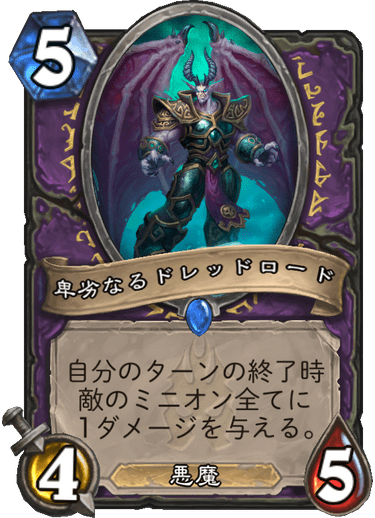 5
卑劣なるドレッドロード
自分のターンの終了時
敵のミニオン全てに
1ダメージを与える。
4
悪魔
5